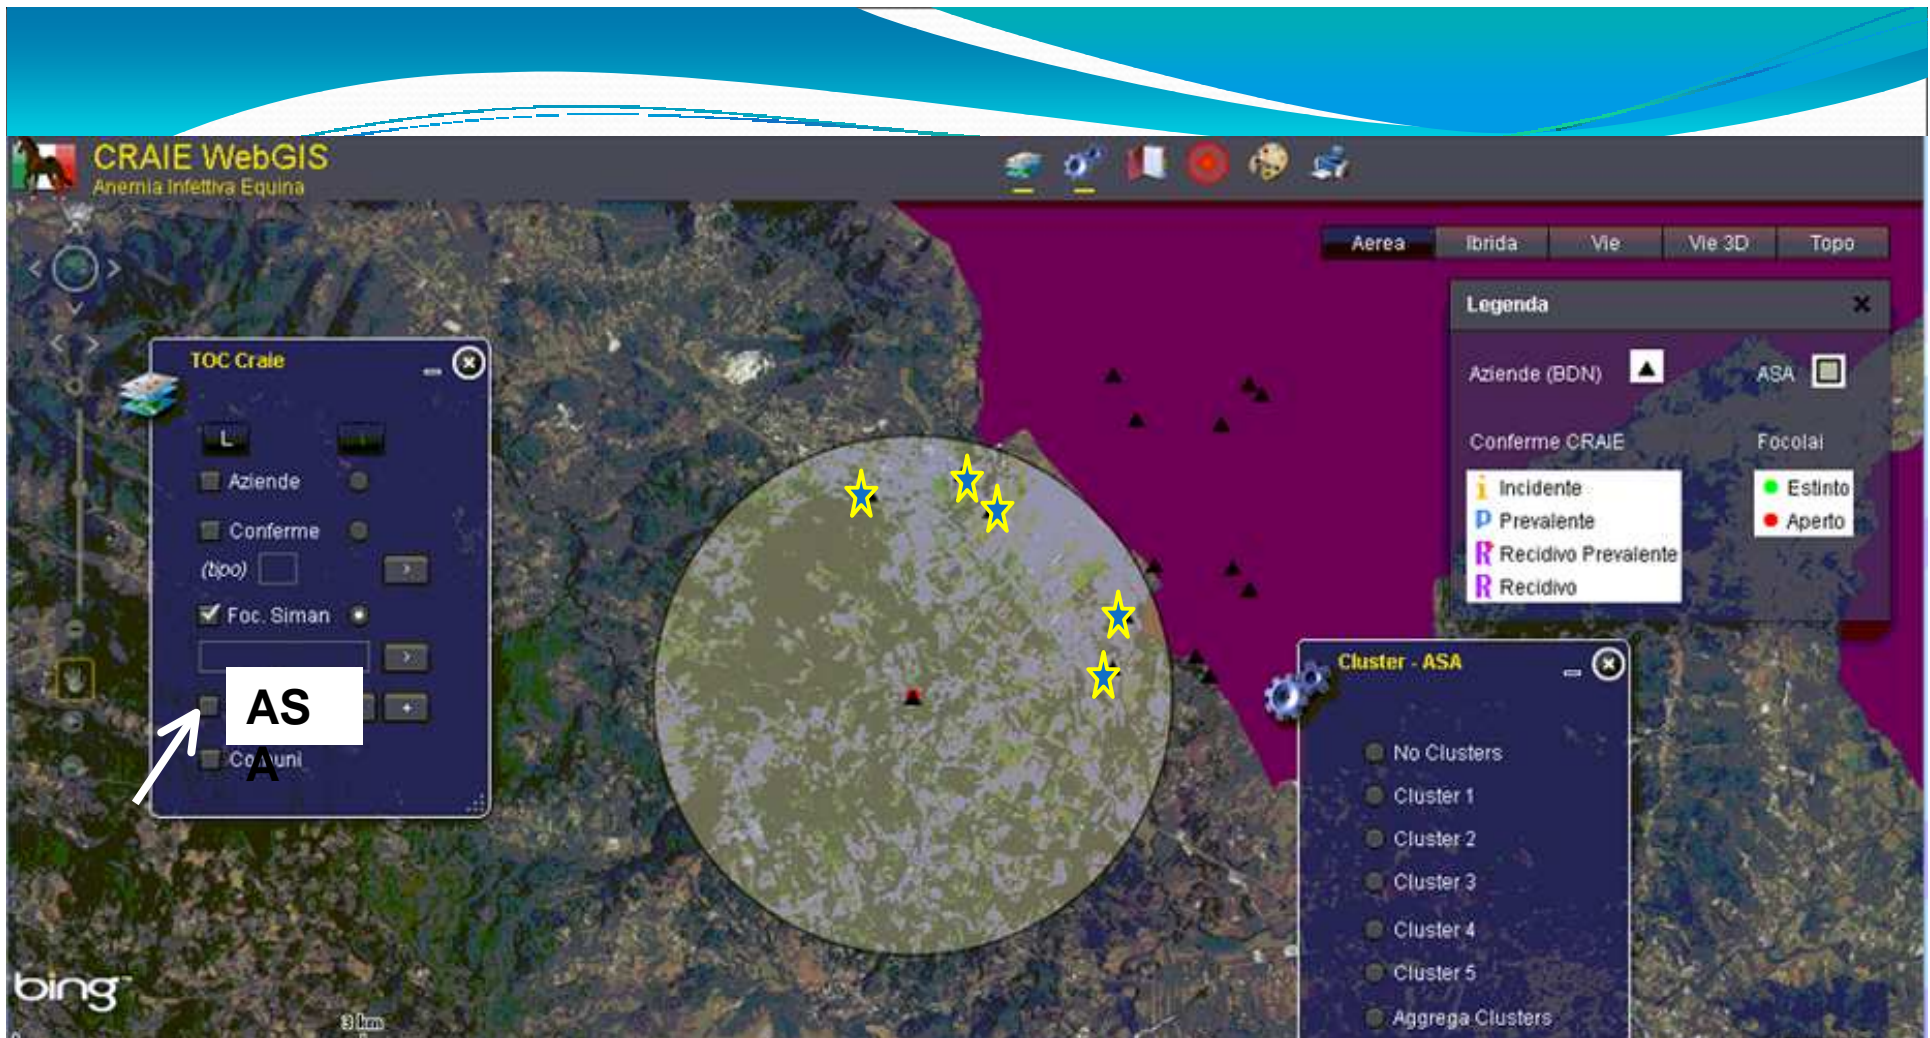 CRAIE WebGIS
Anemia Infettiva Equina
Aerea Ibrida Vie Vie 3D Topo
Legenda
Aziende (BDN) ASA
Conferme CRAIE Focolai
i Incidente
P Prevalente
R Recidivo Prevalente
R Recidivo
Estinto
Aperto
TOC Craie
L
Aziende
Conferme
(tipo) >
Foc. Siman
>
AS
A
+
Comuni
Cluster - ASA
No Clusters
Cluster 1
Cluster 2
Cluster 3
Cluster 4
Cluster 5
Aggrega Clusters
bing
3 km